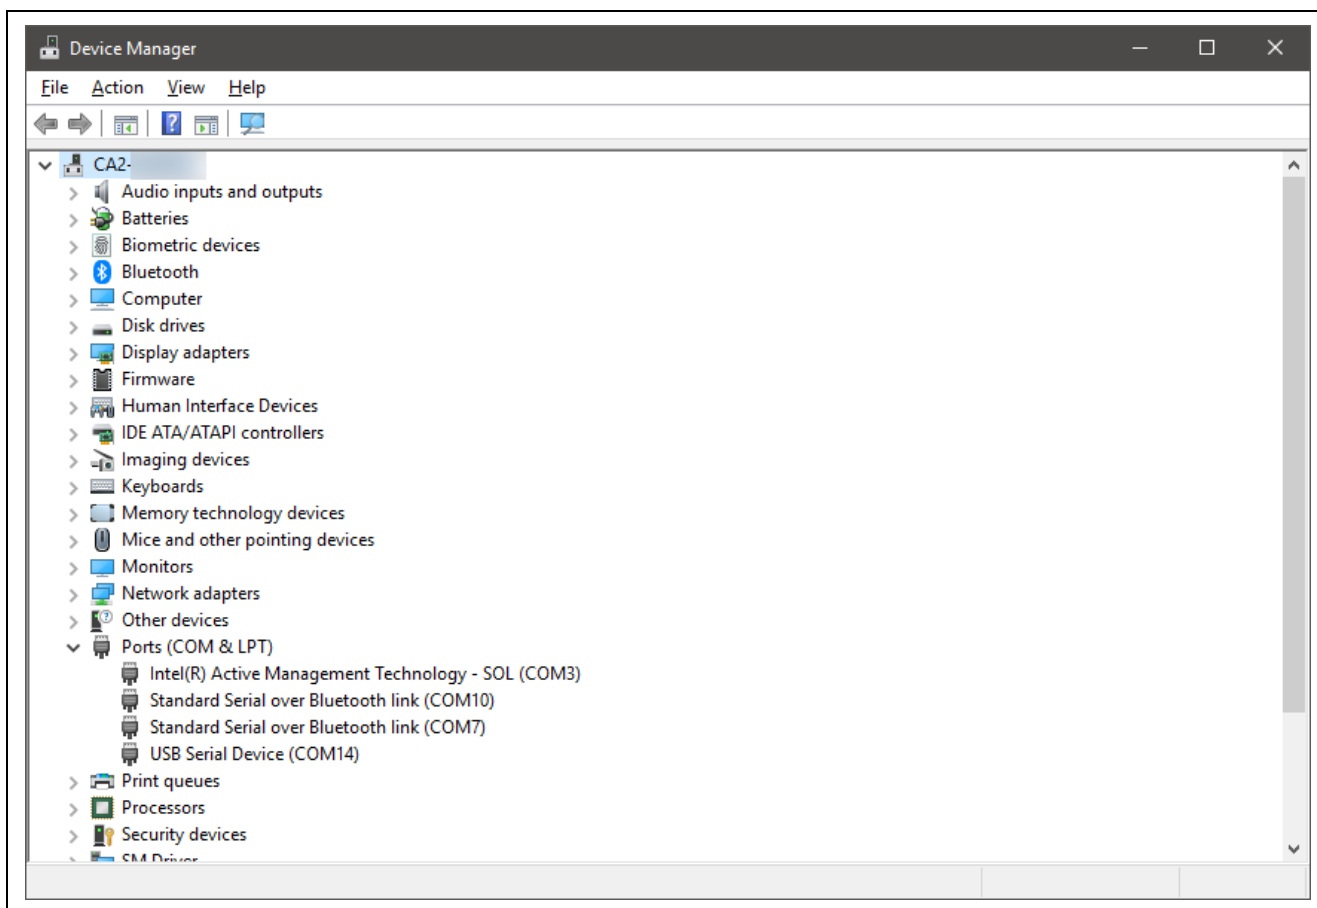 Device Manager
File Action View Help
CA2-
Audio inputs and outputs
Batteries
Biometric devices
Bluetooth
Computer
Disk drives
Display adapters
Firmware
Human Interface Devices
IDE ATA/ATAPI controllers
Imaging devices
Keyboards
Memory technology devices
Mice and other pointing devices
Monitors
Network adapters
Other devices
Ports (COM & LPT)
Intel(R) Active Management Technology - SOL (COM3)
Standard Serial over Bluetooth link (COM10)
Standard Serial over Bluetooth link (COM7)
USB Serial Device (COM14)
Print queues
Processors
Security devices
SM Driver